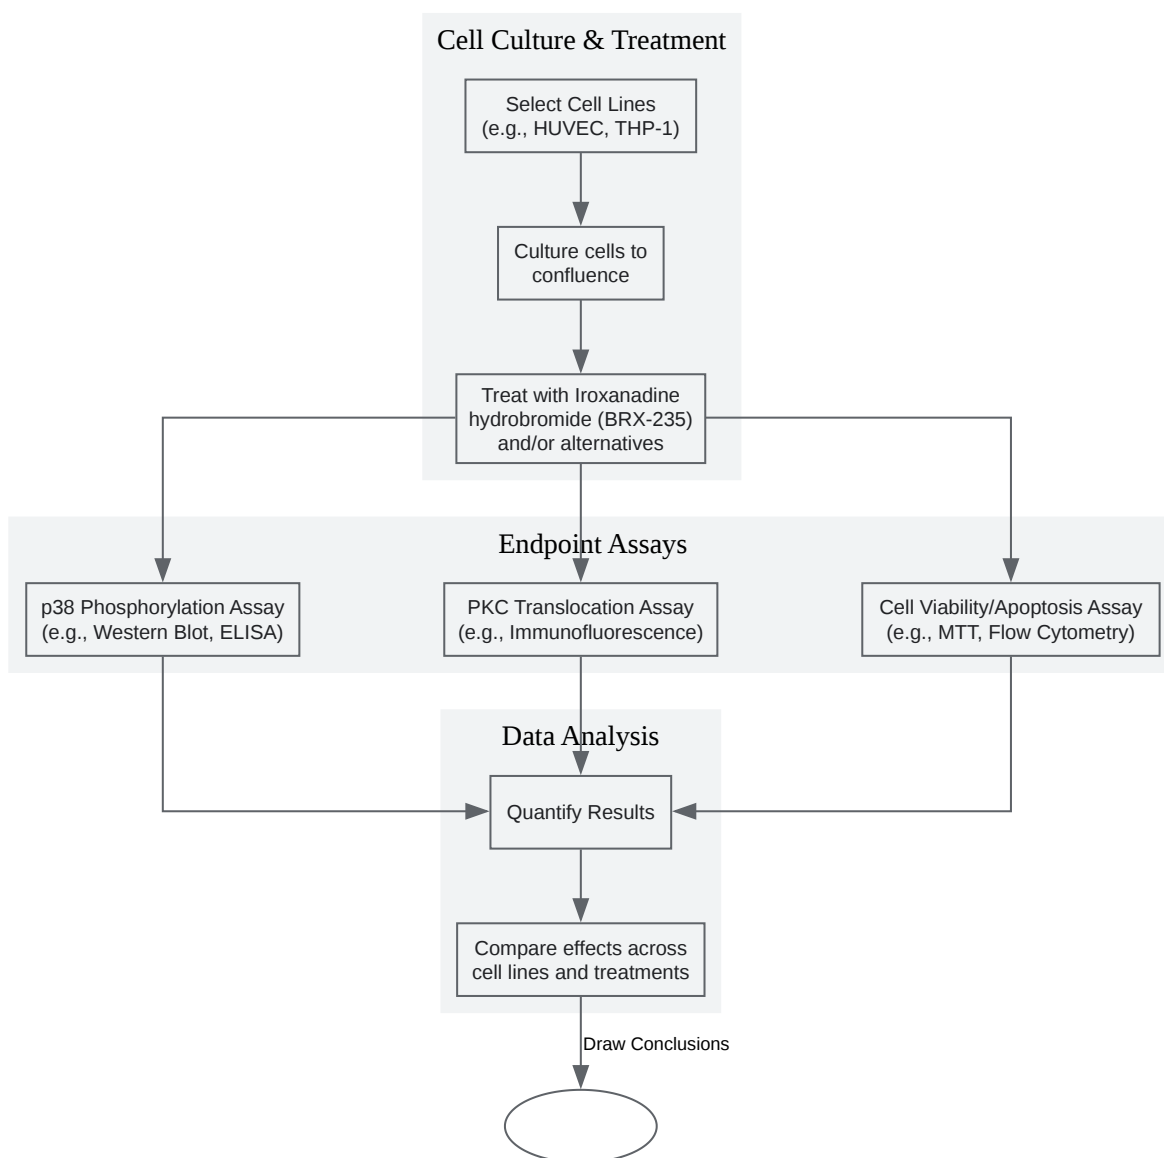 Cell Culture & Treatment
Select Cell Lines
(e.g., HUVEC, THP-1)
Culture cells to
confluence
Treat with Iroxanadine
hydrobromide (BRX-235)
and/or alternatives
Endpoint Assays
p38 Phosphorylation Assay
(e.g., Western Blot, ELISA)
PKC Translocation Assay
(e.g., Immunofluorescence)
Cell Viability/Apoptosis Assay
(e.g., MTT, Flow Cytometry)
Data Analysis
Quantify Results
Compare effects across
cell lines and treatments
Draw Conclusions